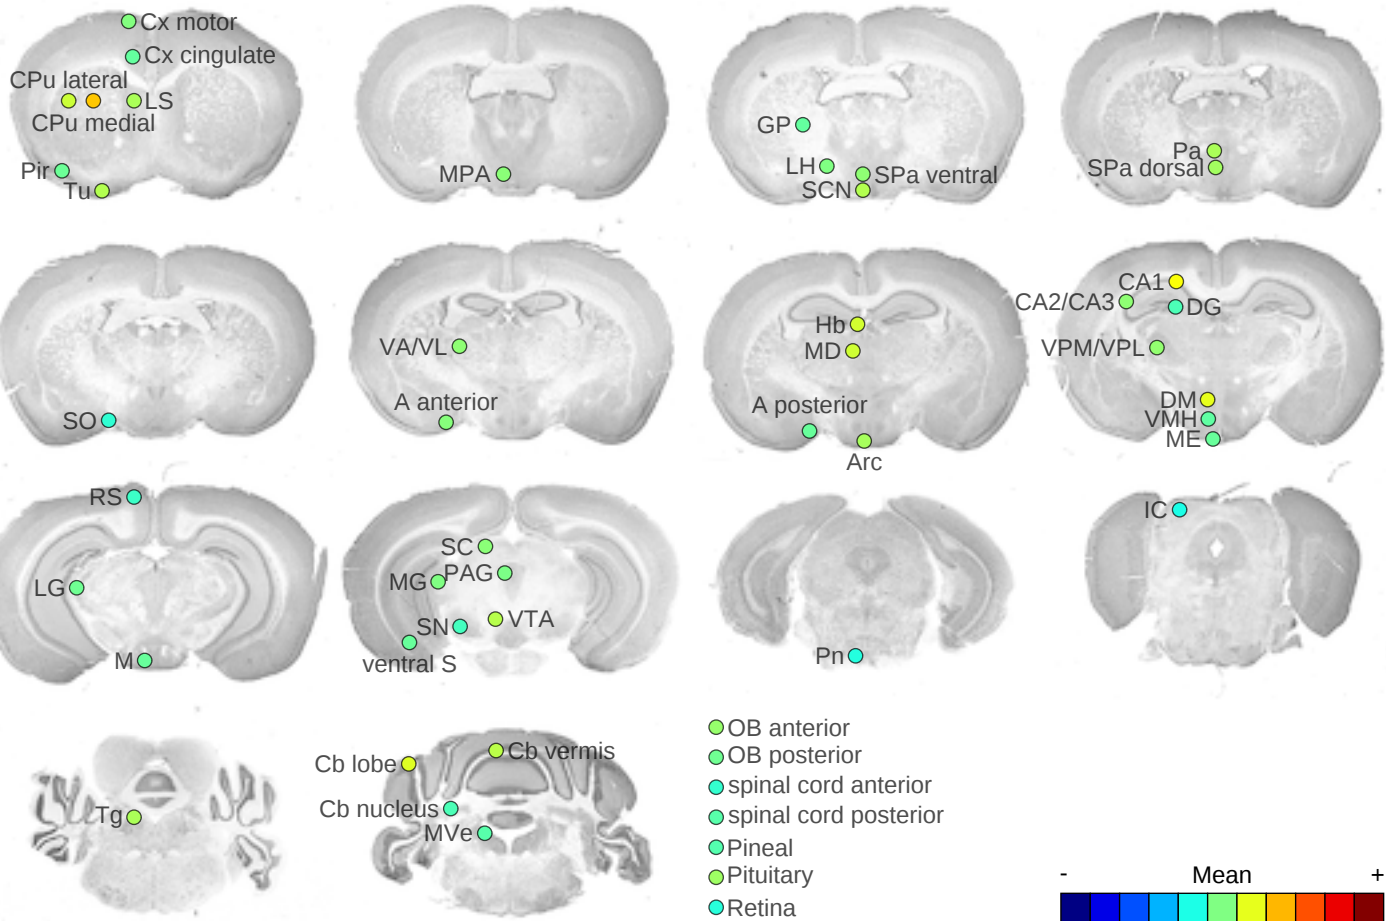 Cx motor
Cx cingulate
CPu lateral
LS
CPu medial
Pir
Tu
MPA
GP
LH
SPa ventral
SCN
Pa
SPa dorsal
SO
VA/VL
A anterior
Hb
MD
A posterior
Arc
CA1
CA2/CA3
DG
VPM/VPL
DM
VMH
ME
RS
LG
M
SC
MG
PAG
SN
VTA
ventral S
Pn
IC
Tg
Cb lobe
Cb vermis
Cb nucleus
MVe
OB anterior
OB posterior
spinal cord anterior
spinal cord posterior
Pineal
Pituitary
Retina
- Mean +